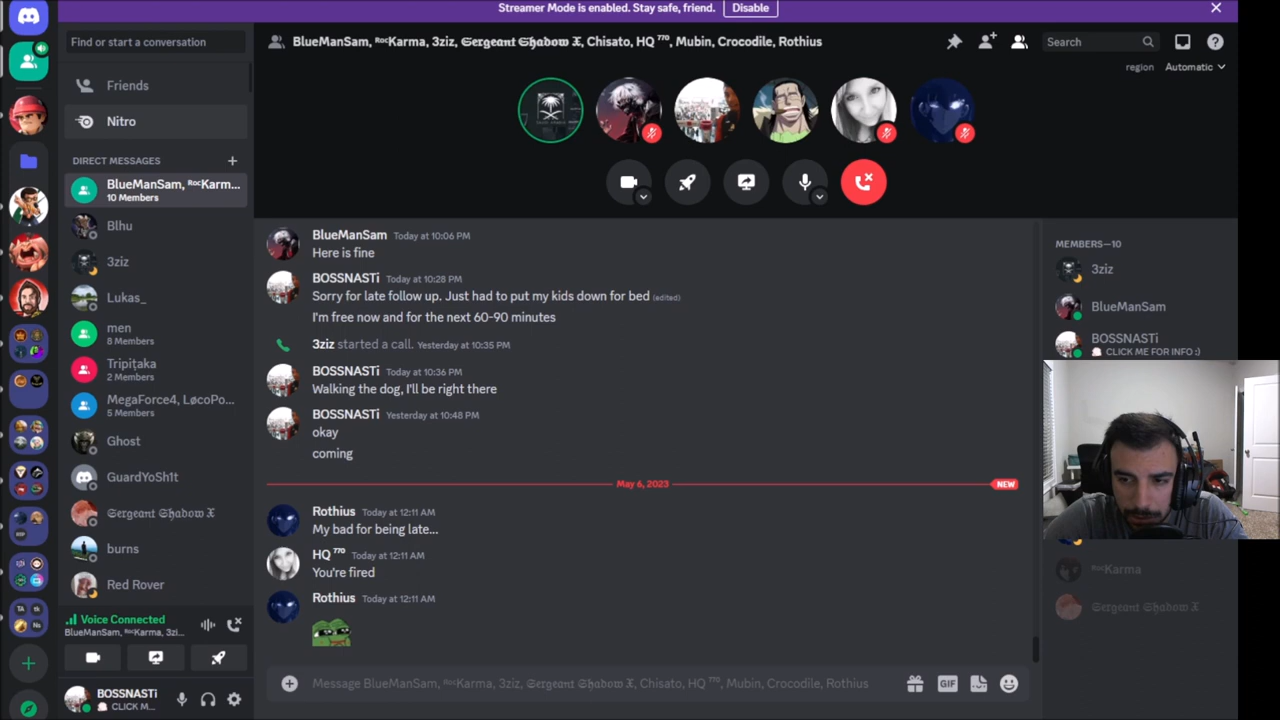 Streamer Mode is enabled. Stay safe, friend. Disable
Find or start a conversation
BlueManSam, ᴿᵒᶜKarma, 3ziz, 𝕾𝖊𝖗𝖌𝖊𝖆𝖓𝖙 𝕾𝖍𝖆𝖉𝖔𝖜 𝖃, Chisato, HQ ⁷⁷⁰, Mubin, Crocodile, Rothius
Search
region Automatic
Friends
Nitro
DIRECT MESSAGES
BlueManSam, ᴿᵒᶜKarm...
10 Members
Blhu
3ziz
Lukas_
men
8 Members
Tripiṭaka
2 Members
MegaForce4, LøcoPo...
5 Members
Ghost
GuardYoSh1t
𝕾𝖊𝖗𝖌𝖊𝖆𝖓𝖙 𝕾𝖍𝖆𝖉𝖔𝖜 𝖃
burns
Red Rover
Voice Connected
BlueManSam, ᴿᵒᶜKarma, 3zi...
BOSSNASTi
CLICK M...
BlueManSam Today at 10:06 PM
Here is fine
BOSSNASTi Today at 10:28 PM
Sorry for late follow up. Just had to put my kids down for bed (edited)
I'm free now and for the next 60-90 minutes
3ziz started a call. Yesterday at 10:35 PM
BOSSNASTi Today at 10:36 PM
Walking the dog, I'll be right there
BOSSNASTi Yesterday at 10:48 PM
okay
coming
May 6, 2023 NEW
Rothius Today at 12:11 AM
My bad for being late...
HQ ⁷⁷⁰ Today at 12:11 AM
You're fired
Rothius Today at 12:11 AM
Message BlueManSam, ᴿᵒᶜKarma, 3ziz, 𝕾𝖊𝖗𝖌𝖊𝖆𝖓𝖙 𝕾𝖍𝖆𝖉𝖔𝖜 𝖃, Chisato, HQ ⁷⁷⁰, Mubin, Crocodile, Rothius
GIF
MEMBERS—10
3ziz
BlueManSam
BOSSNASTi
CLICK ME FOR INFO :)
ᴿᵒᶜKarma
𝕾𝖊𝖗𝖌𝖊𝖆𝖓𝖙 𝕾𝖍𝖆𝖉𝖔𝖜 𝖃